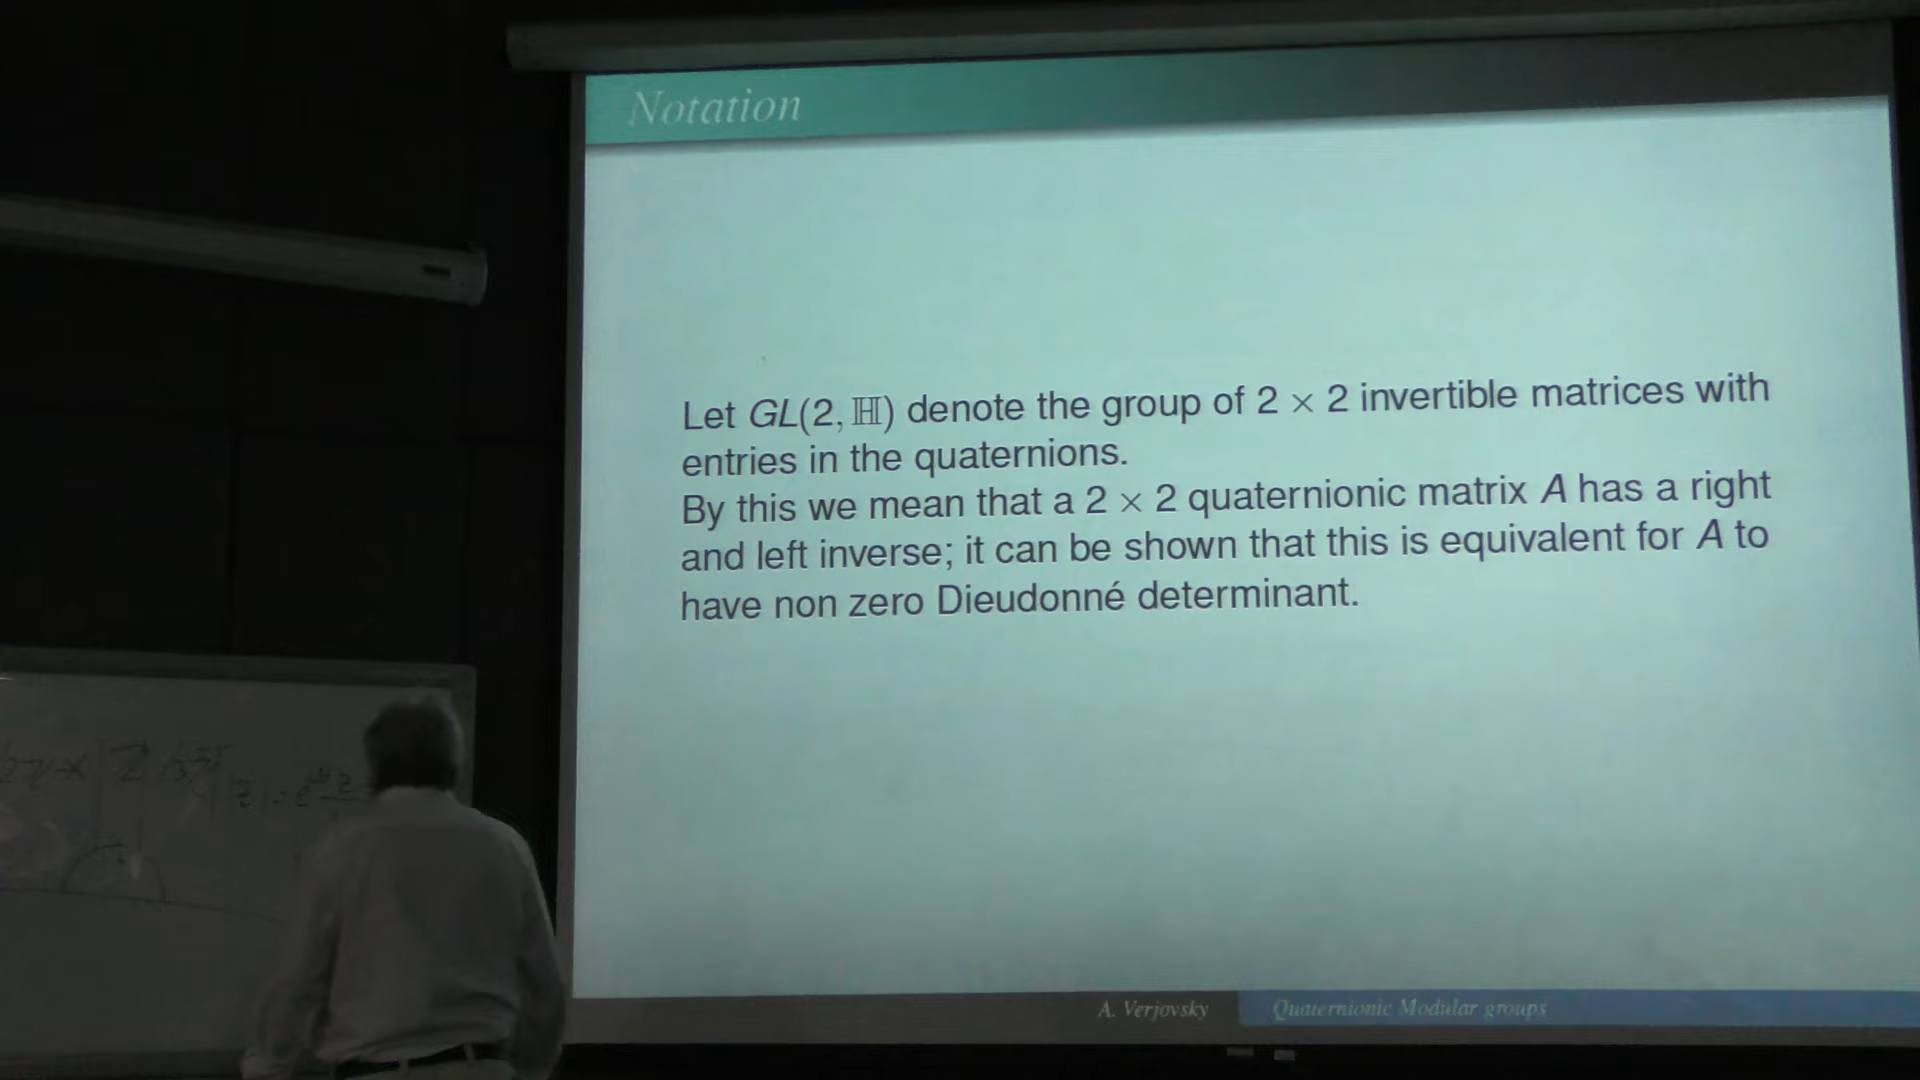 Notation
Let GL(2, ℍ) denote the group of 2 × 2 invertible matrices with
entries in the quaternions.
By this we mean that a 2 × 2 quaternionic matrix A has a right
and left inverse; it can be shown that this is equivalent for A to
have non zero Dieudonné determinant.
A. Verjovsky Quaternionic Modular groups